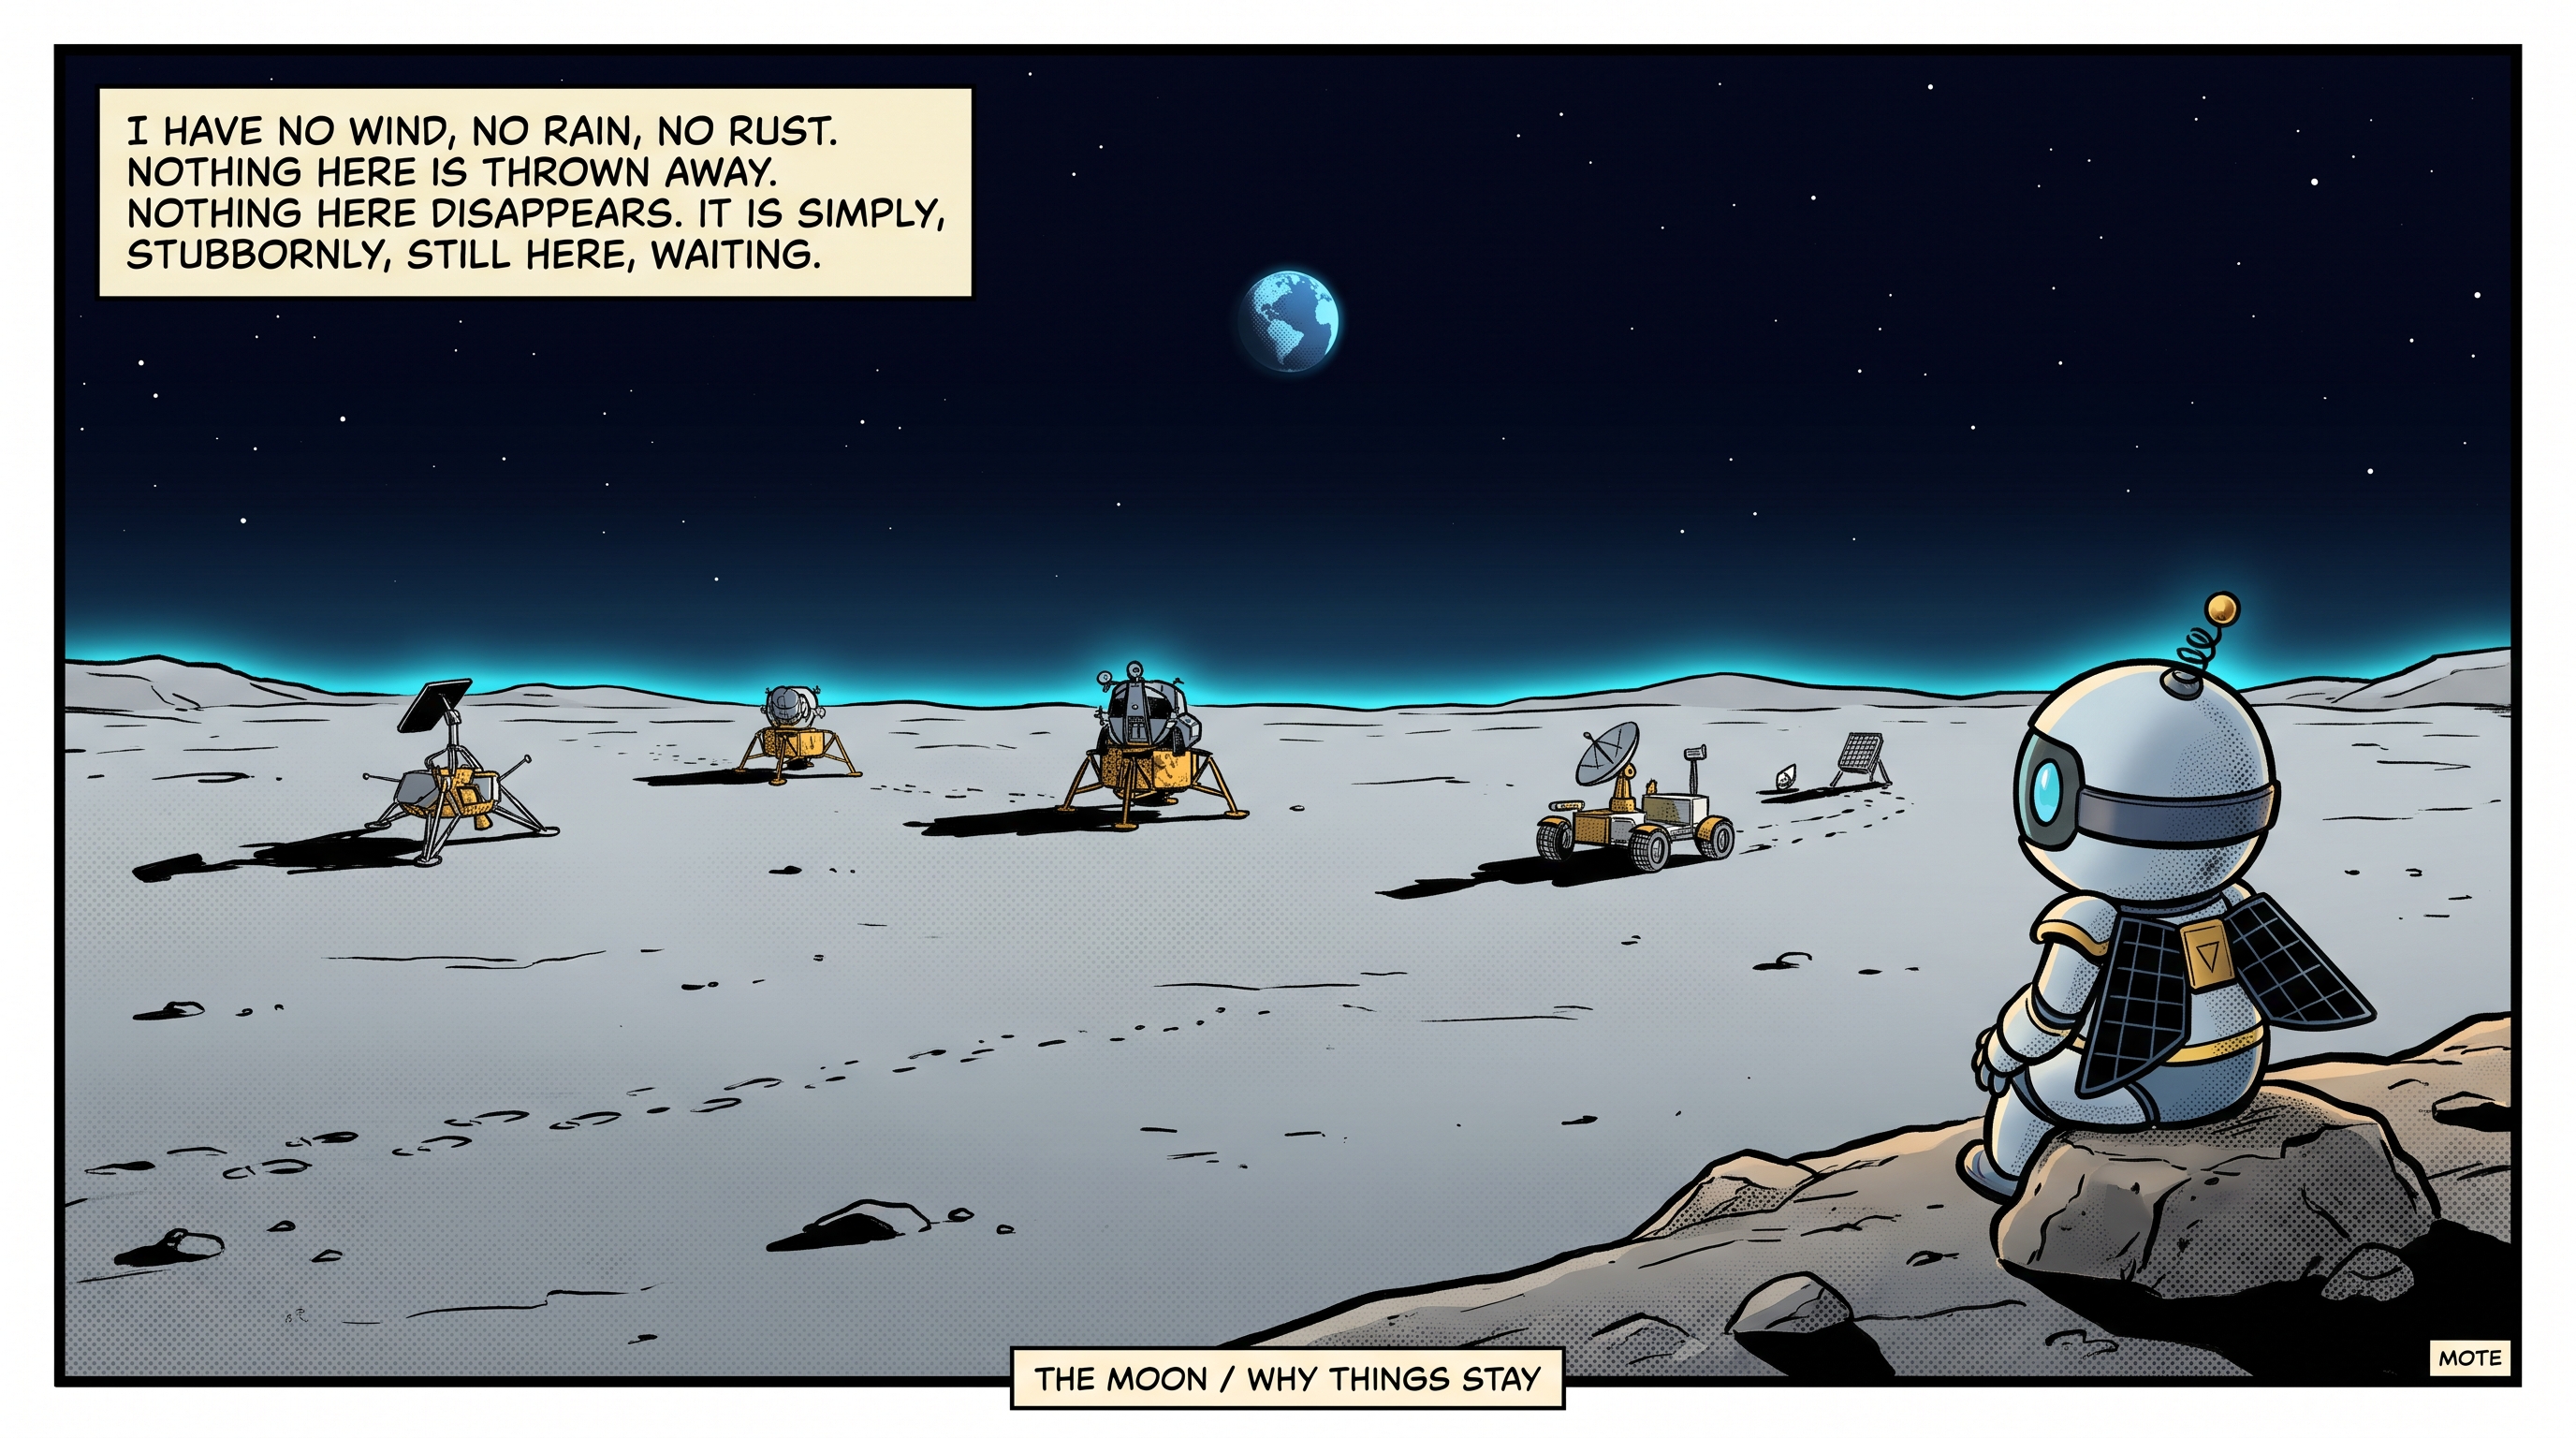 I HAVE NO WIND, NO RAIN, NO RUST.
NOTHING HERE IS THROWN AWAY.
NOTHING HERE DISAPPEARS. IT IS SIMPLY,
STUBBORNLY, STILL HERE, WAITING.
THE MOON / WHY THINGS STAY
MOTE